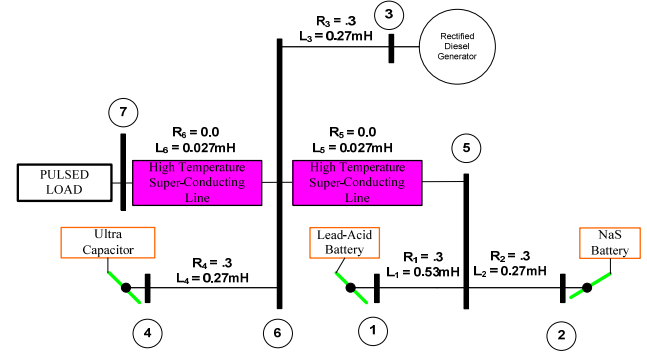 R₃ = .3
L₃ = 0.27mH
3
Rectified
Diesel
Generator
7
R₆ = 0.0
L₆ = 0.027mH
R₅ = 0.0
L₅ = 0.027mH
5
PULSED
LOAD
High Temperature
Super-Conducting
Line
High Temperature
Super-Conducting
Line
Ultra
Capacitor
Lead-Acid
Battery
NaS
Battery
R₄ = .3
L₄ = 0.27mH
R₁ = .3
L₁ = 0.53mH
R₂ = .3
L₂ = 0.27mH
4
6
1
2